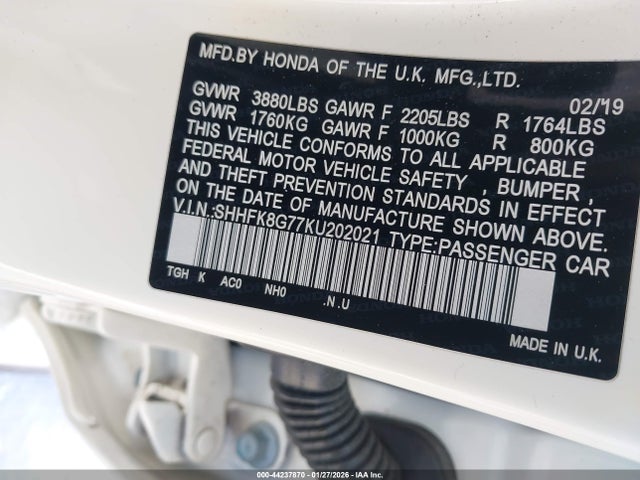 MFD.BY HONDA OF THE U.K. MFG.,LTD.
02/'19
GVWR 3880LBS GAWR F 2205LBS R 1764LBS
GVWR 1760KG GAWR F 1000KG R 800KG
THIS VEHICLE CONFORMS TO ALL APPLICABLE
FEDERAL MOTOR VEHICLE SAFETY , BUMPER ,
AND THEFT PREVENTION STANDARDS IN EFFECT
ON THE DATE OF MANUFACTURE SHOWN ABOVE.
V.I.N.:SHHFK8G77KU202021 TYPE:PASSENGER CAR
TGH K AC0 NH0 .N.U
MADE IN U.K.
000-44237870 | 01/27/2026 - IAA, Inc.